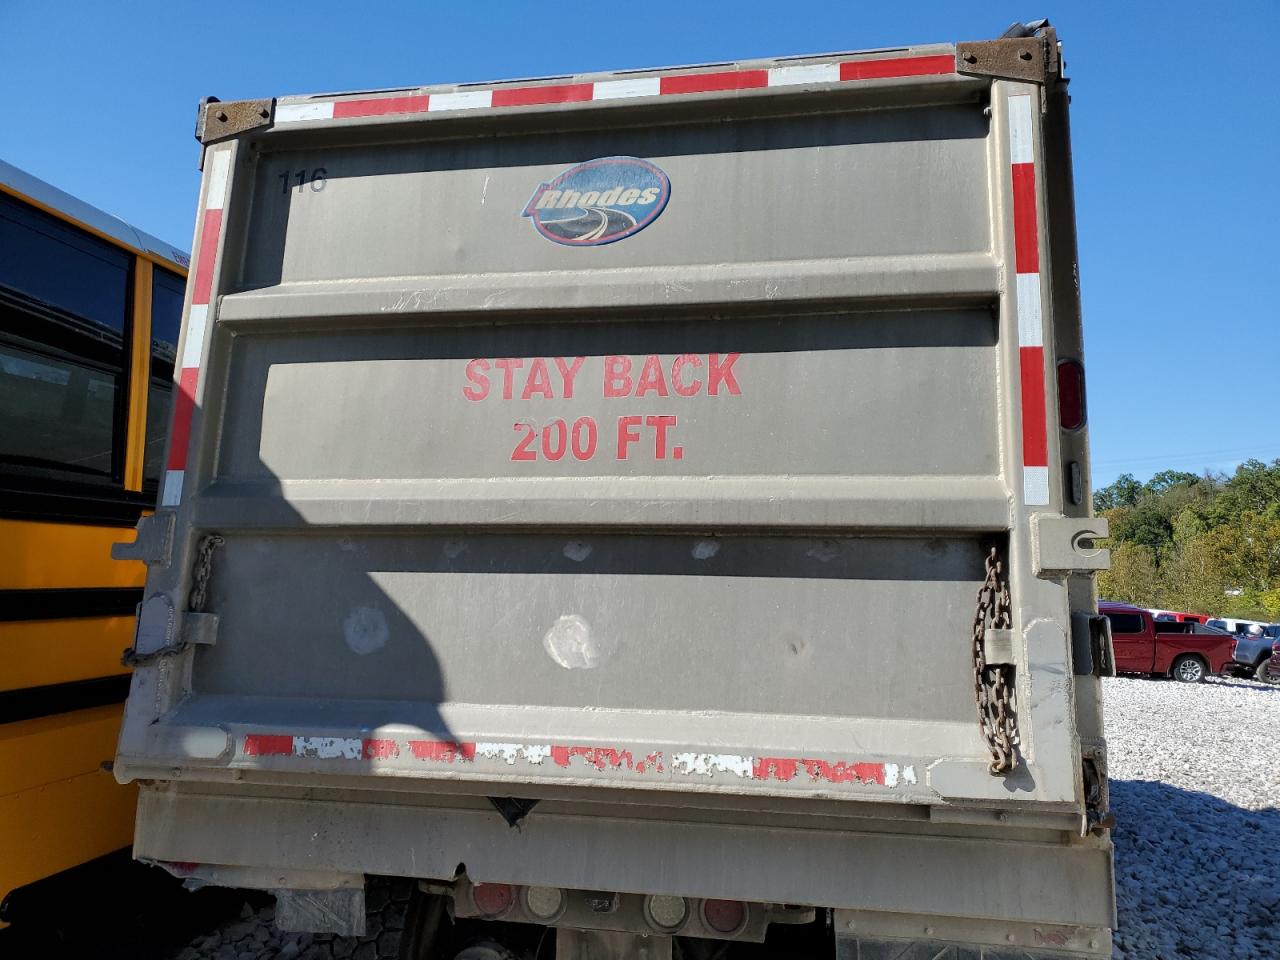 116
Rhodes
STAY BACK
200 FT.